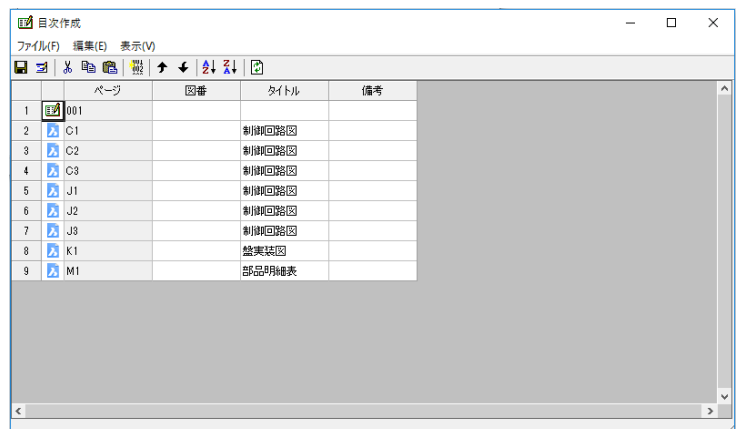 目次作成
ファイル(F) 編集(E) 表示(V)
ページ 図番 タイトル 備考
1 001
2 C1 制御回路図
3 C2 制御回路図
4 C3 制御回路図
5 J1 制御回路図
6 J2 制御回路図
7 J3 制御回路図
8 K1 盤実装図
9 M1 部品明細表